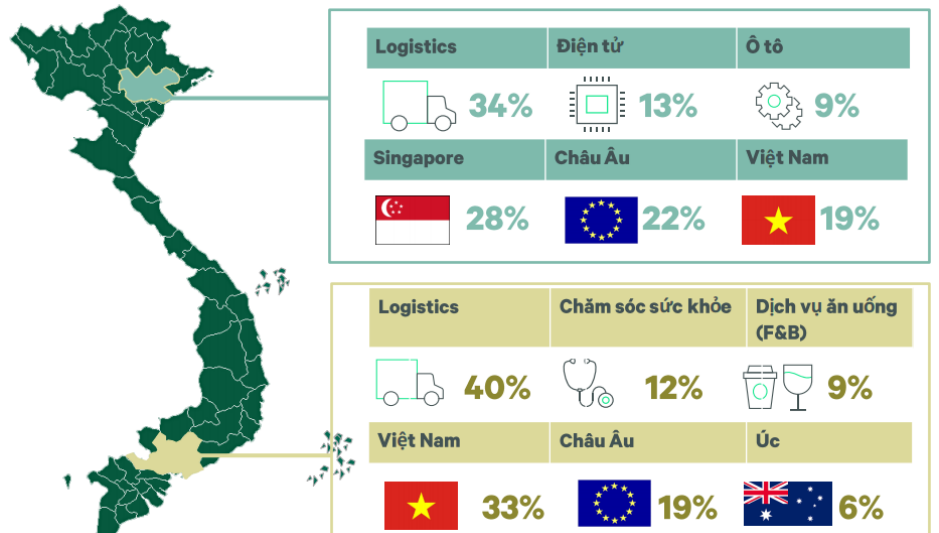 Logistics
Điện tử
Ô tô
34%
13%
9%
Singapore
Châu Âu
Việt Nam
28%
22%
19%
Logistics
Chăm sóc sức khỏe
Dịch vụ ăn uống
(F&B)
40%
12%
9%
Việt Nam
Châu Âu
Úc
33%
19%
6%